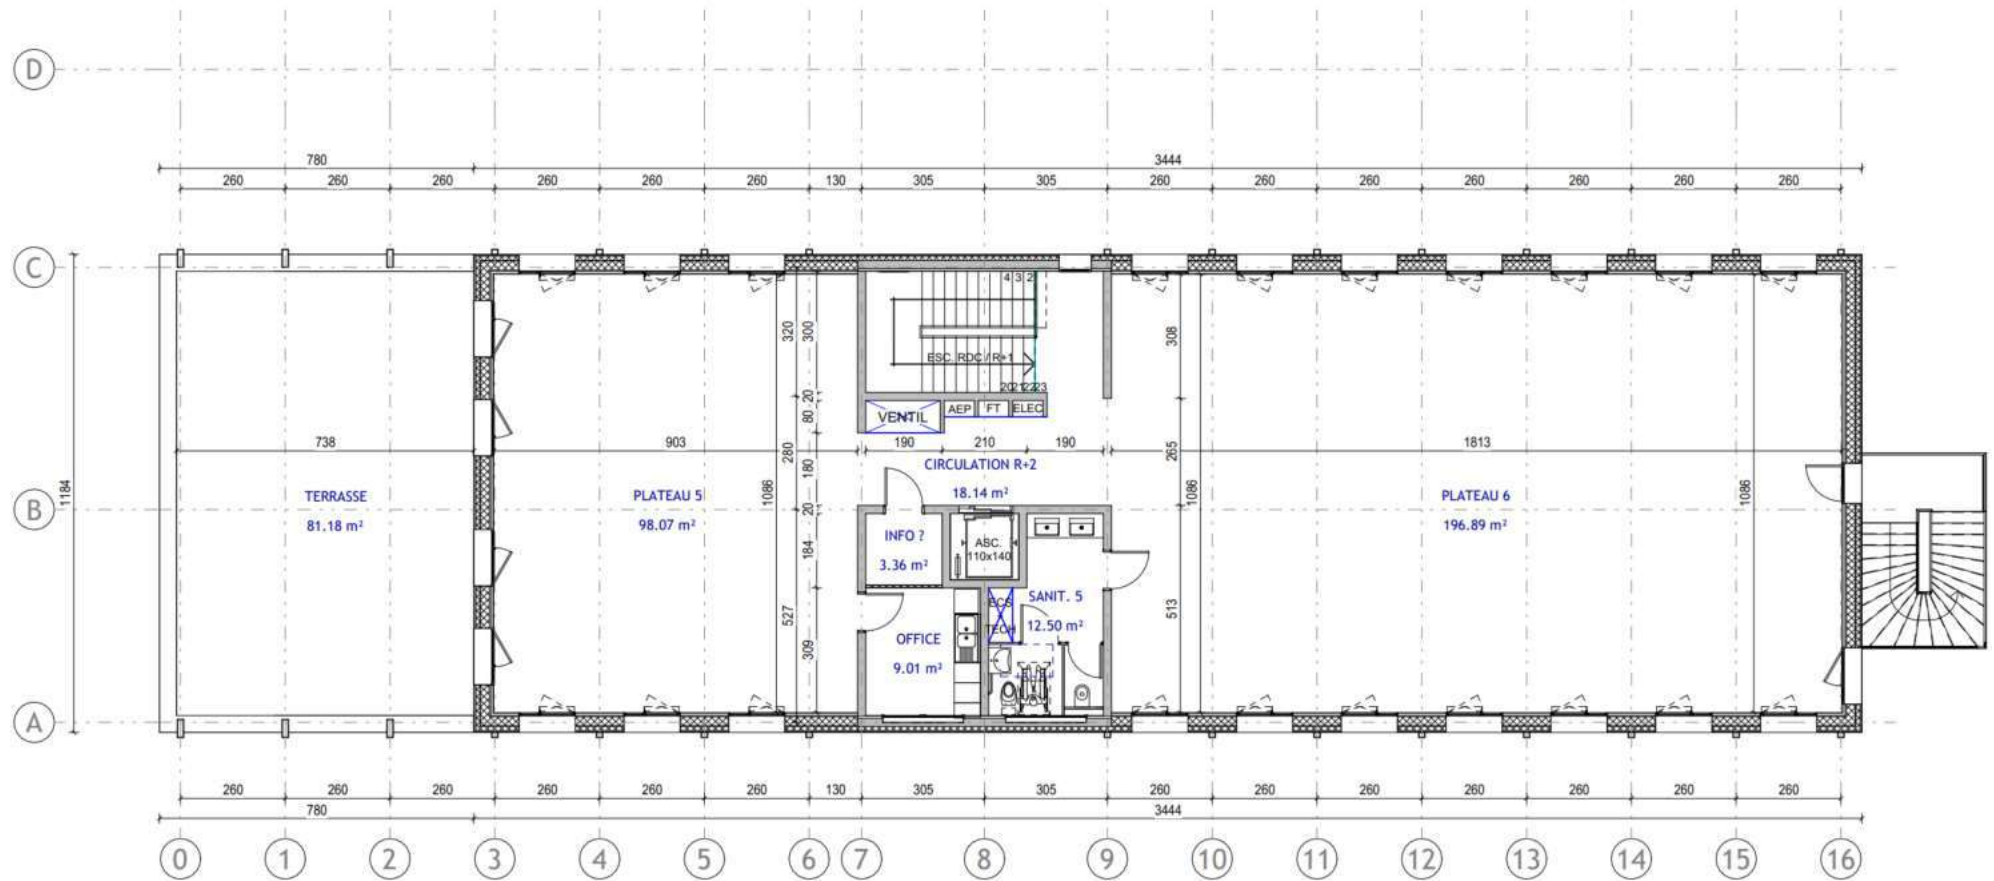 D
780
3444
260 260 260 260 260 260 130 305 305 260 260 260 260 260 260 260
C
4 3 2
320
300
308
ESC. RDC / R+1
20212223
20
80
VENTIL
AEP
FT
ELEC
738
903
190
210
190
1813
280
180
265
CIRCULATION R+2
18.14 m²
1184
1086
1086
1086
TERRASSE
81.18 m²
PLATEAU 5
98.07 m²
PLATEAU 6
196.89 m²
B
20
INFO ?
3.36 m²
ASC.
110x140
184
527
309
513
ECS
TECH
SANIT. 5
12.50 m²
OFFICE
9.01 m²
A
260 260 260 260 260 260 130 305 305 260 260 260 260 260 260 260
780
3444
0 1 2 3 4 5 6 7 8 9 10 11 12 13 14 15 16